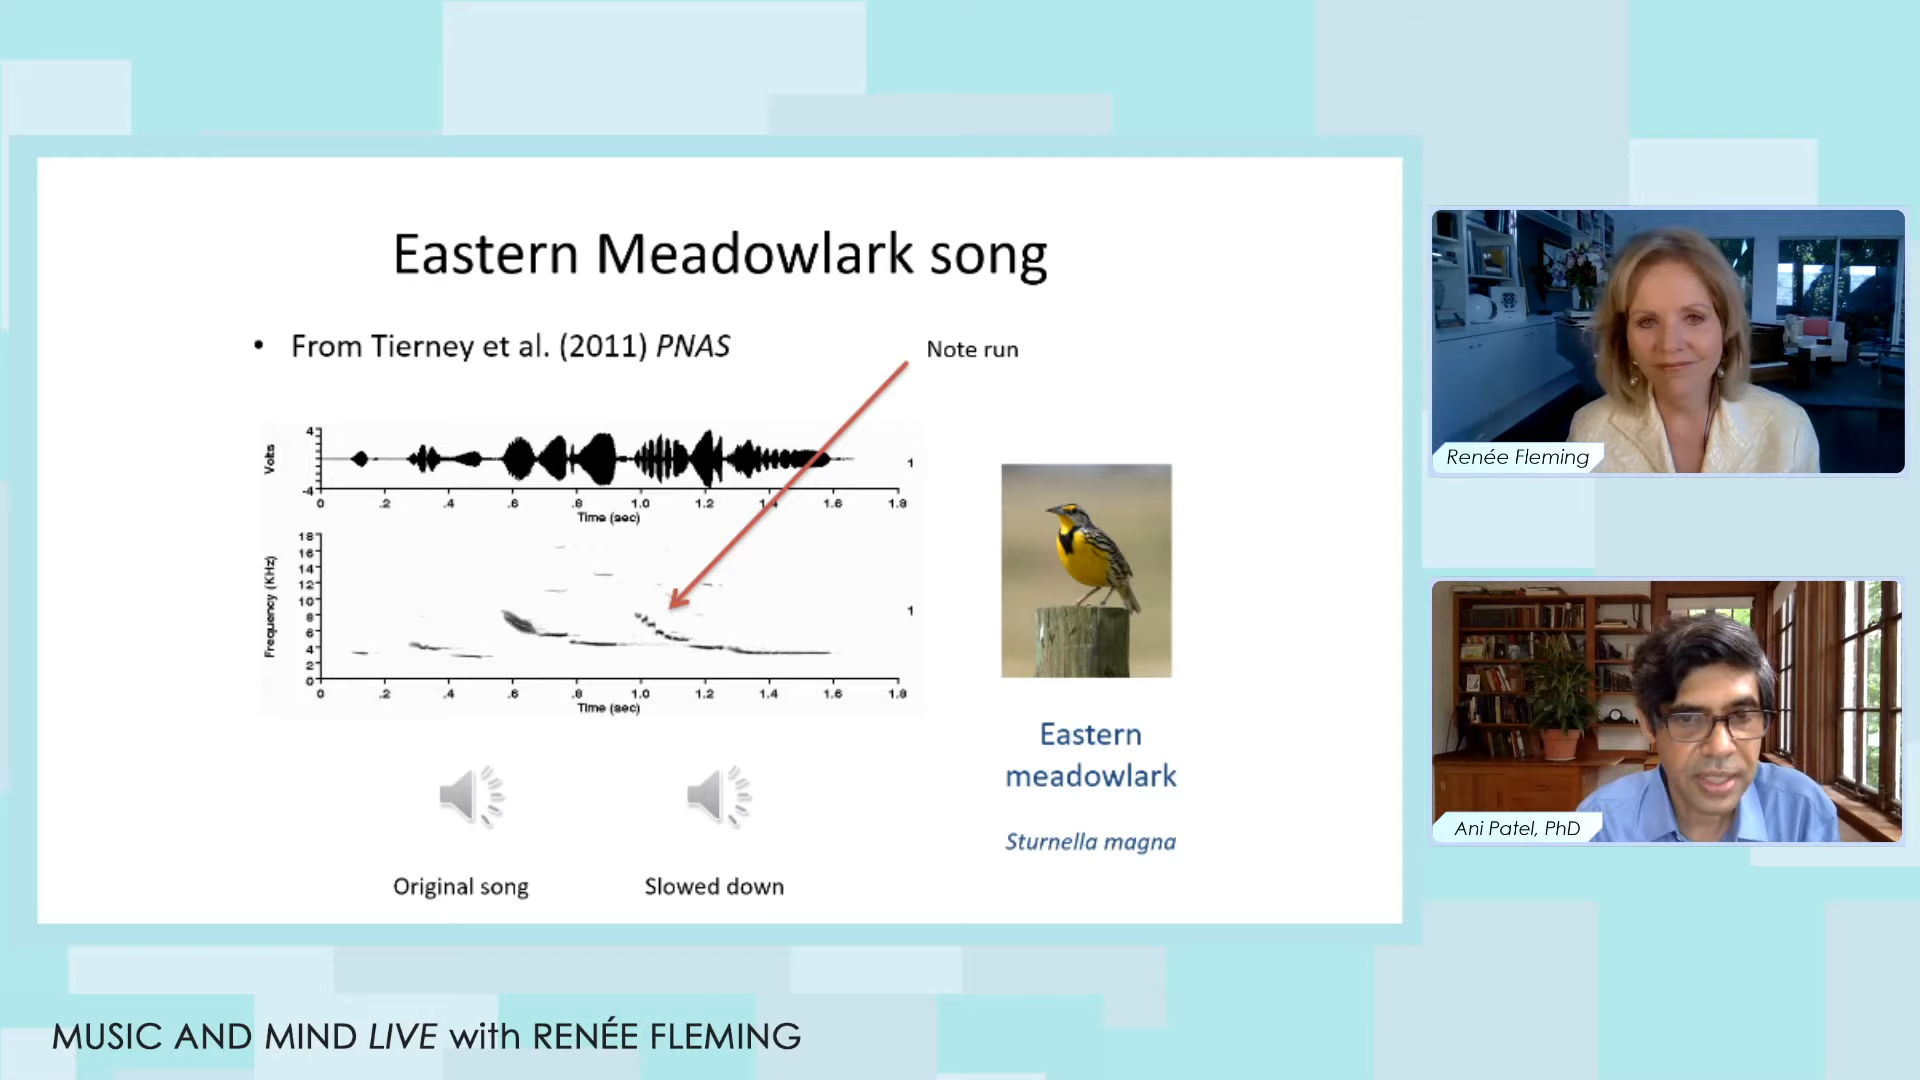 Eastern Meadowlark song
• From Tierney et al. (2011) PNAS
Note run
Volts
4
-4
1
0 .2 .4 .6 .8 1.0 1.2 1.4 1.6 1.8
Time (sec)
Frequency (KHz)
18
16
14
12
10
8
6
4
2
0
1
0 .2 .4 .6 .8 1.0 1.2 1.4 1.6 1.8
Time (sec)
Original song
Slowed down
Eastern
meadowlark
Sturnella magna
Renée Fleming
Ani Patel, PhD
MUSIC AND MIND LIVE with RENÉE FLEMING